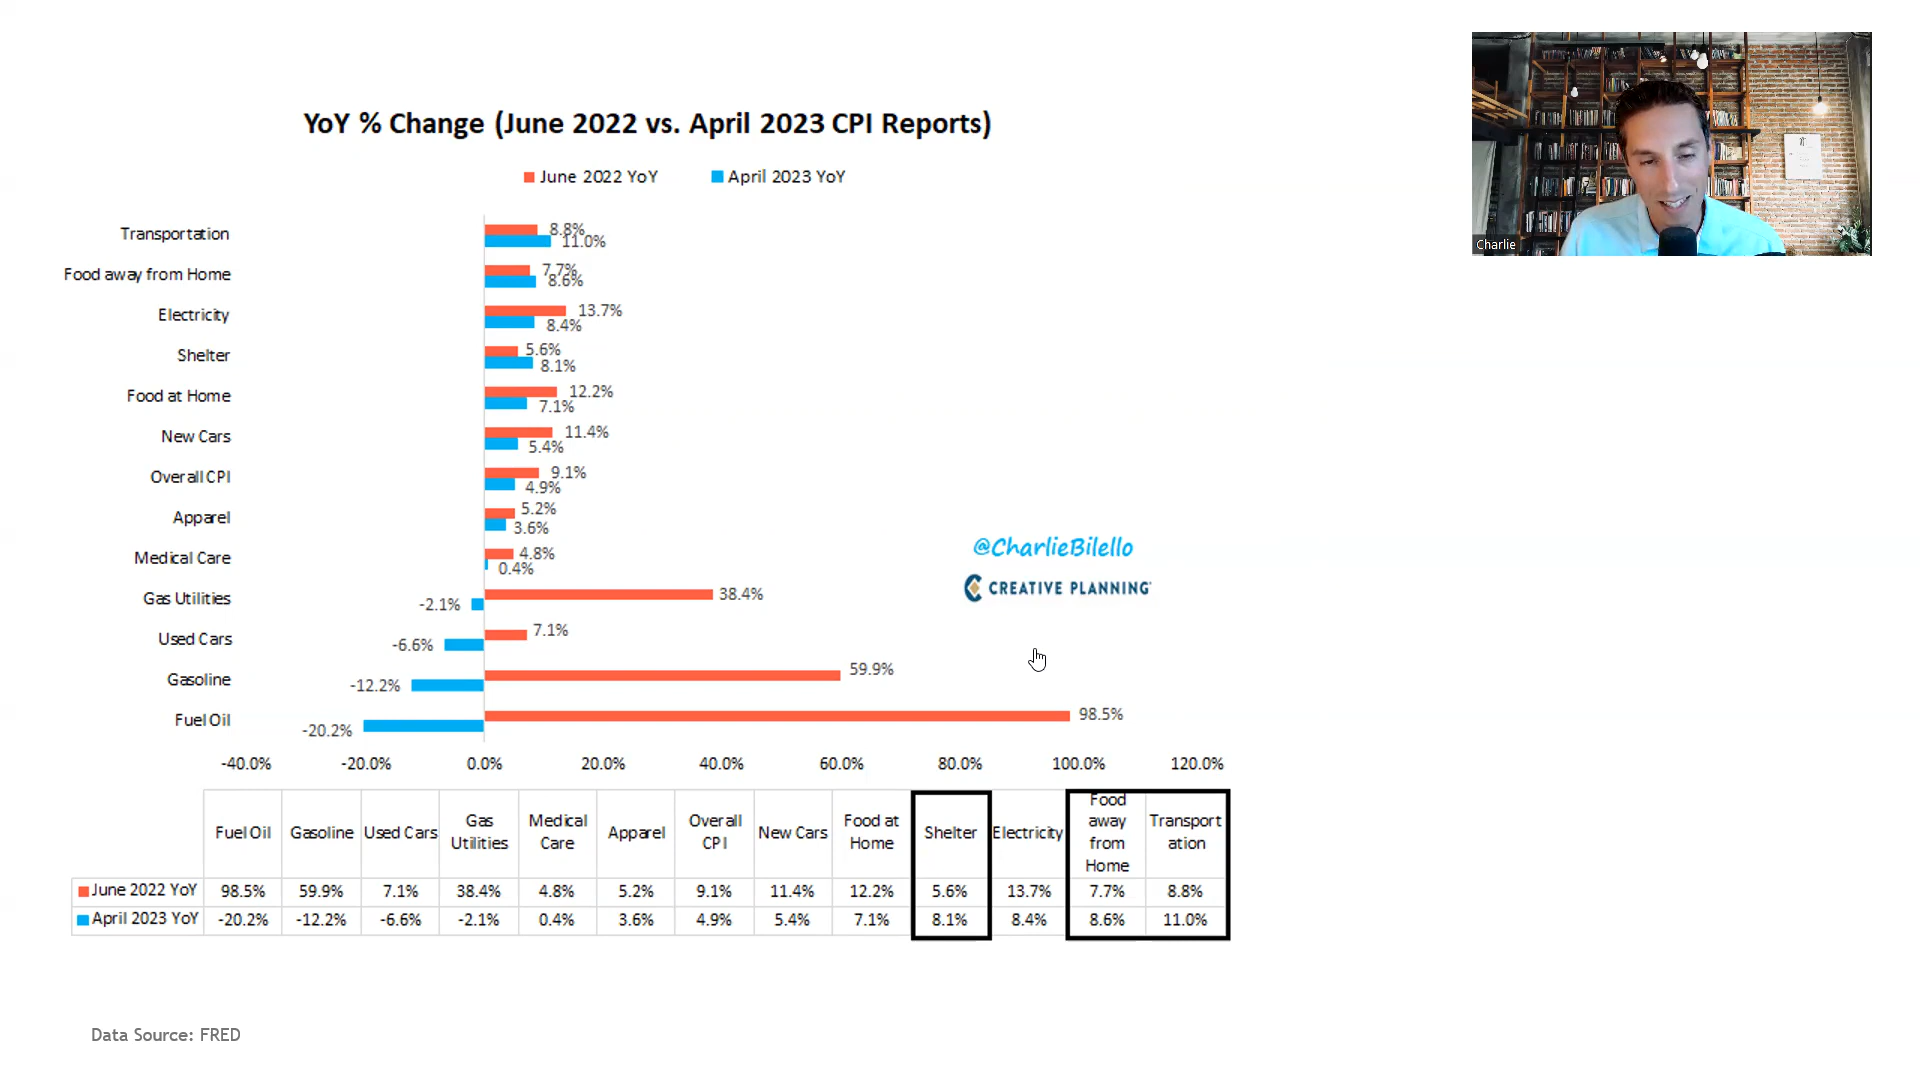 YoY % Change (June 2022 vs. April 2023 CPI Reports)
June 2022 YoY April 2023 YoY
Transportation 8.8% 11.0%
Food away from Home 7.7% 8.6%
Electricity 13.7% 8.4%
Shelter 5.6% 8.1%
Food at Home 12.2% 7.1%
New Cars 11.4% 5.4%
Overall CPI 9.1% 4.9%
Apparel 5.2% 3.6%
Medical Care 4.8% 0.4%
Gas Utilities -2.1% 38.4%
Used Cars -6.6% 7.1%
Gasoline -12.2% 59.9%
Fuel Oil -20.2% 98.5%
-40.0% -20.0% 0.0% 20.0% 40.0% 60.0% 80.0% 100.0% 120.0%
@CharlieBilello
CREATIVE PLANNING
Charlie
Fuel Oil Gasoline Used Cars Gas Utilities Medical Care Apparel Overall CPI New Cars Food at Home Shelter Electricity Food away from Home Transportation
June 2022 YoY 98.5% 59.9% 7.1% 38.4% 4.8% 5.2% 9.1% 11.4% 12.2% 5.6% 13.7% 7.7% 8.8%
April 2023 YoY -20.2% -12.2% -6.6% -2.1% 0.4% 3.6% 4.9% 5.4% 7.1% 8.1% 8.4% 8.6% 11.0%
Data Source: FRED